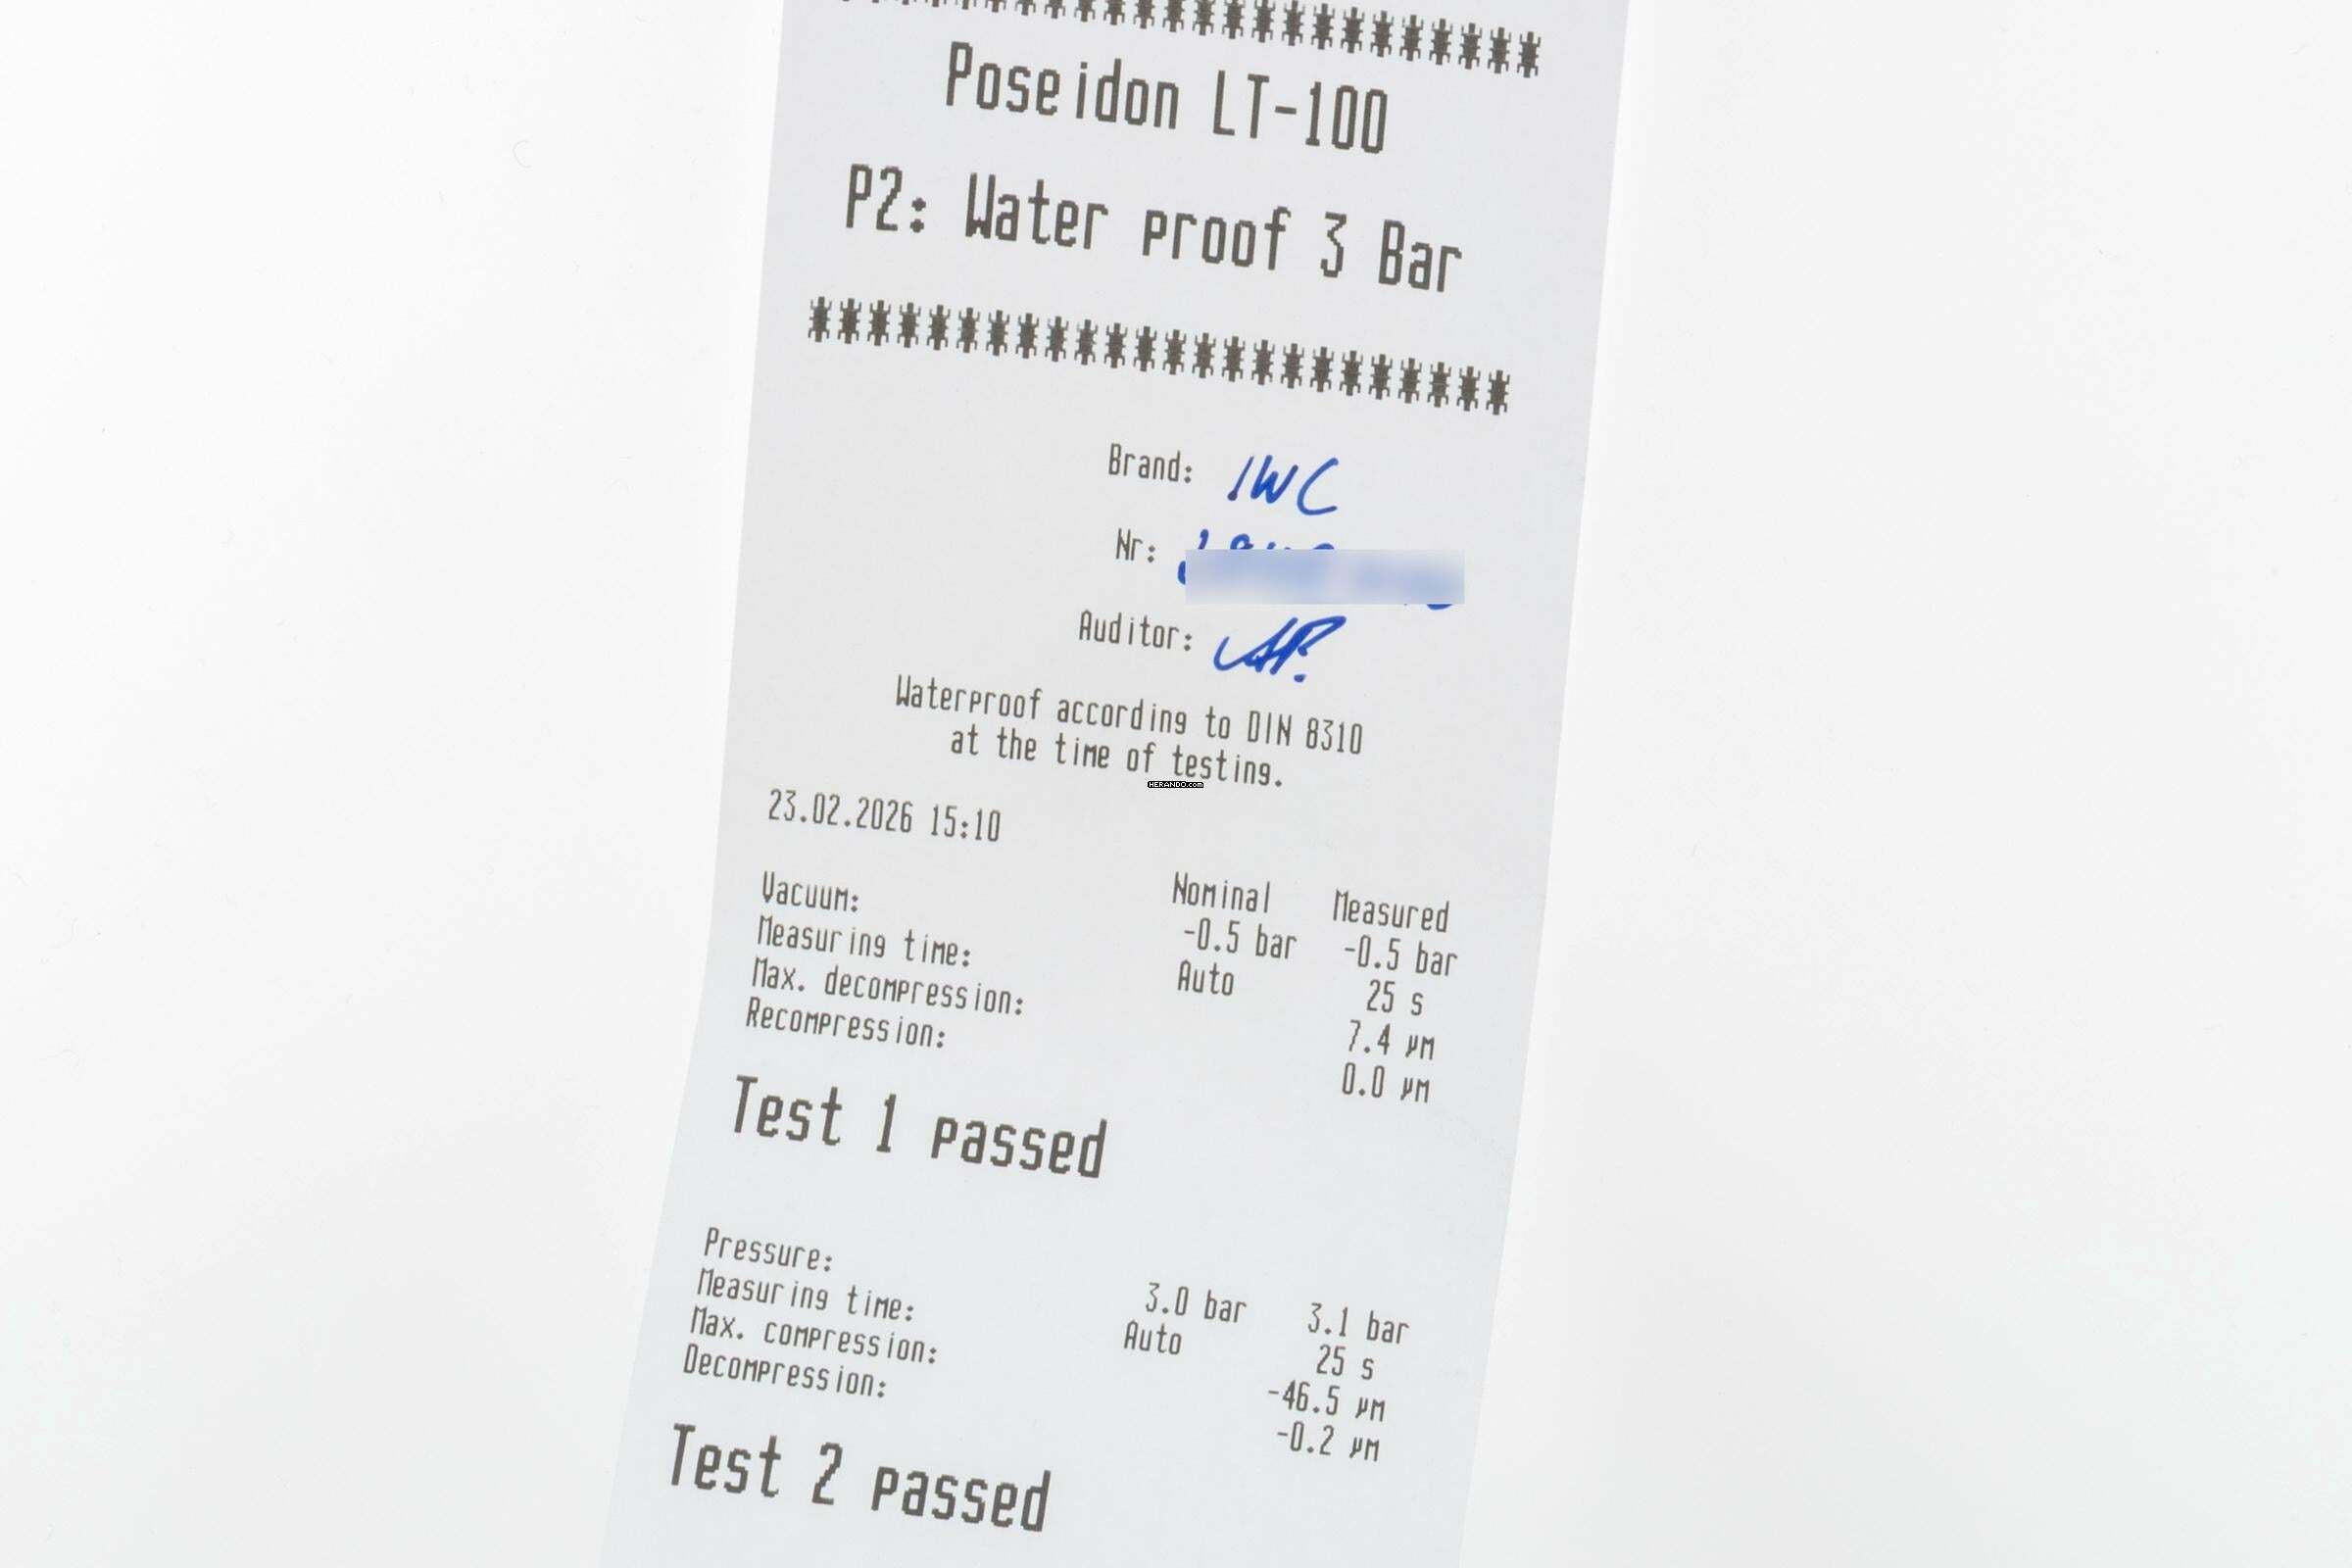 Poseidon LT-100
P2: Water proof 3 Bar
Brand: IWC
Nr:
Auditor:
Waterproof according to DIN 8310
at the time of testing.
HERANDO.com
23.02.2026 15:10
Nominal Measured
Vacuum: -0.5 bar -0.5 bar
Measuring time: Auto 25 s
Max. decompression: 7.4 µm
Recompression: 0.0 µm
Test 1 passed
Pressure: 3.0 bar 3.1 bar
Measuring time: Auto 25 s
Max. compression: -46.5 µm
Decompression: -0.2 µm
Test 2 passed